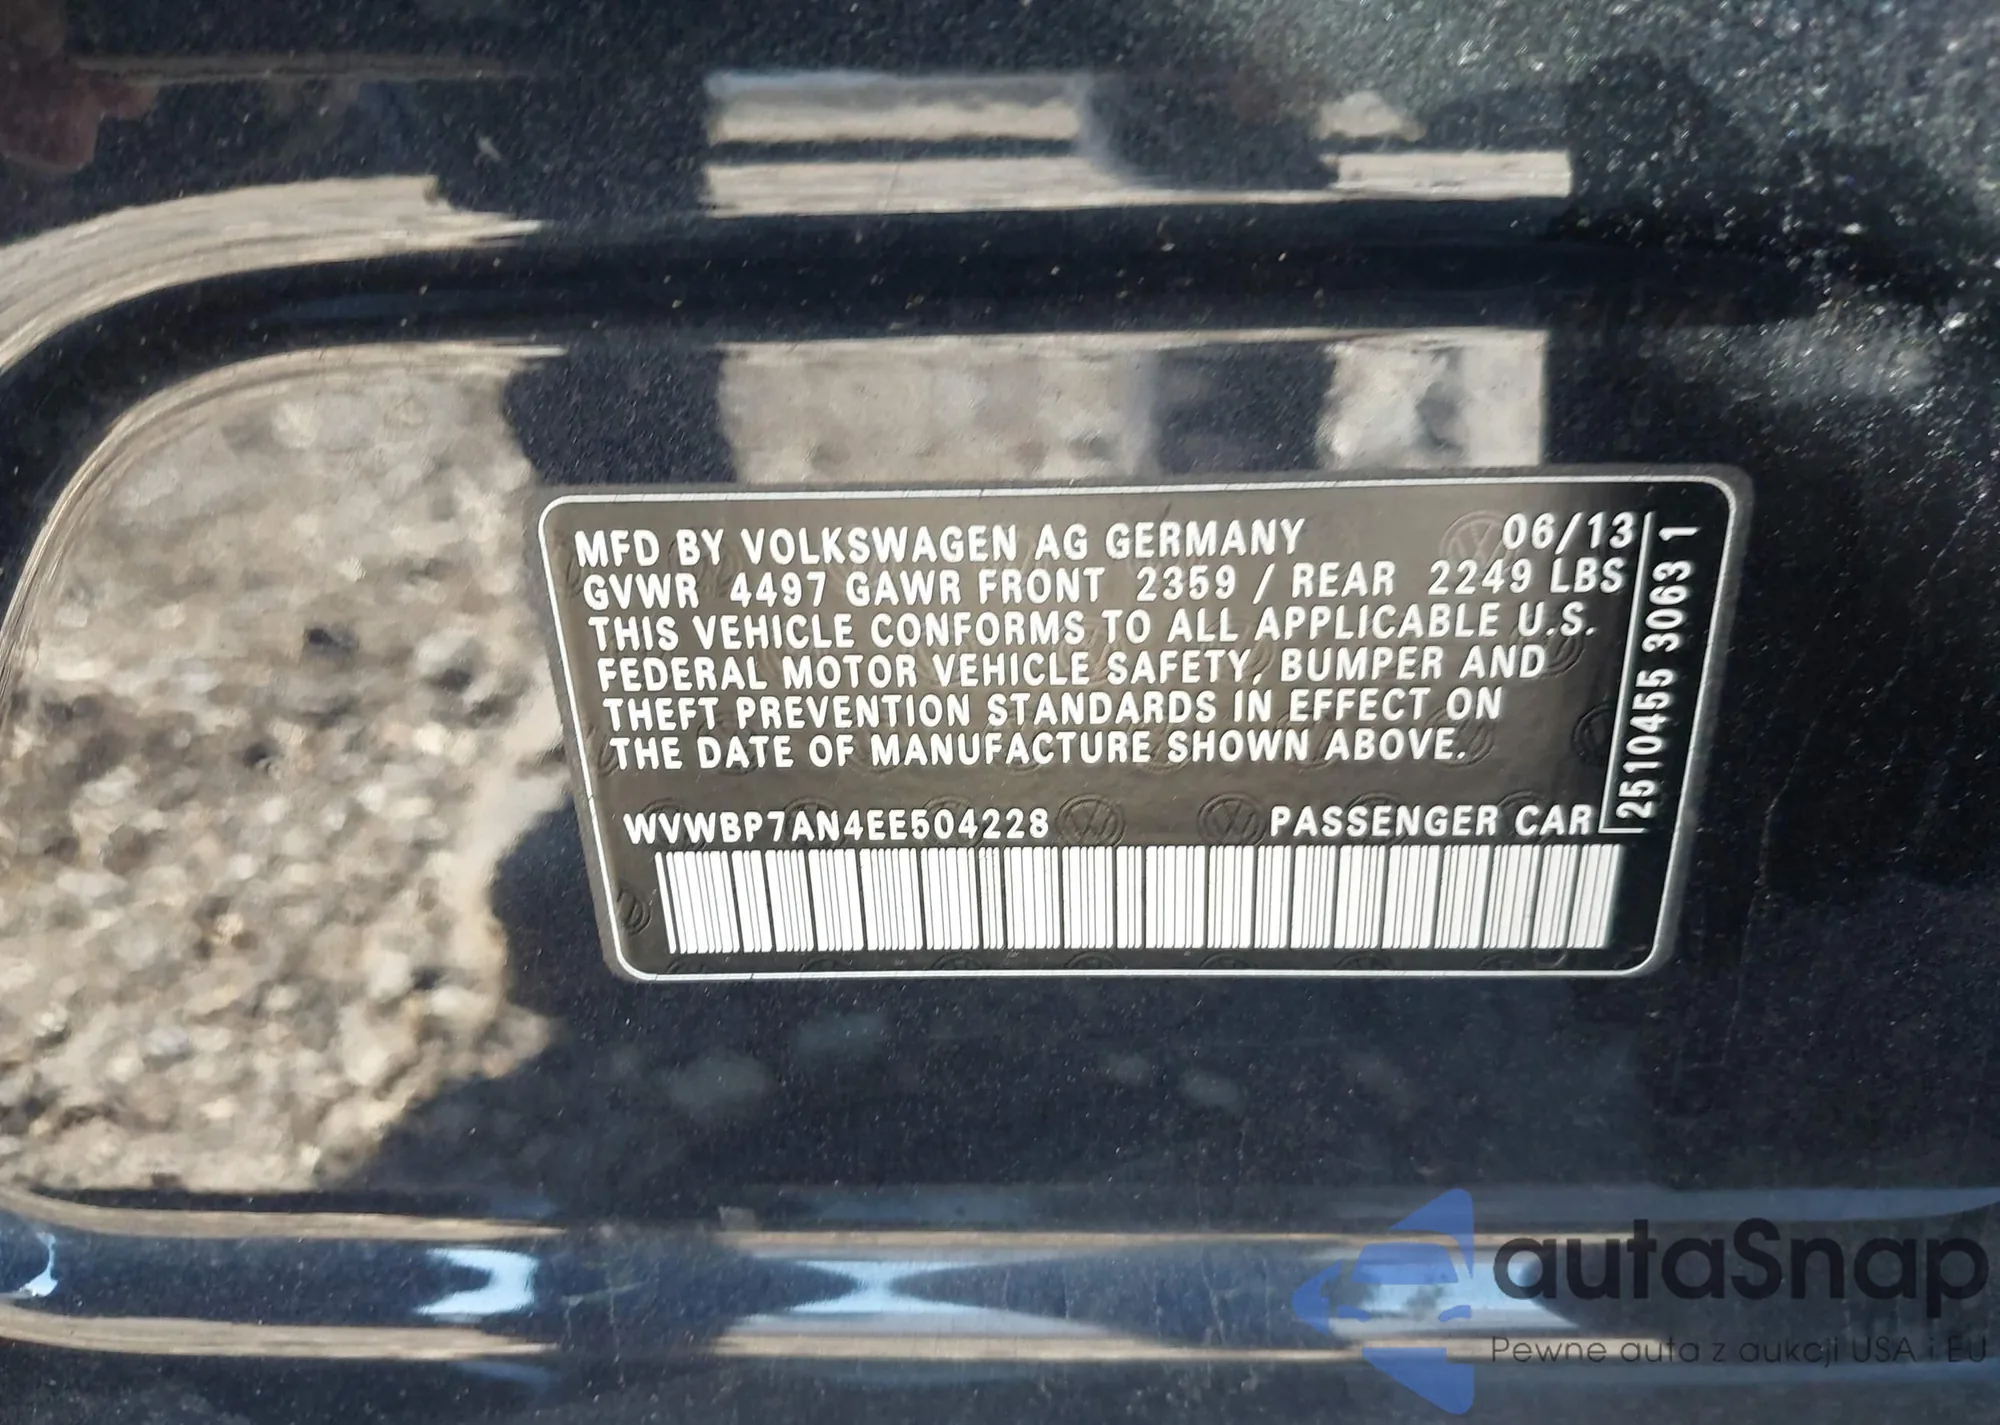 MFD BY VOLKSWAGEN AG GERMANY 06/13
GVWR 4497 GAWR FRONT 2359 / REAR 2249 LBS
THIS VEHICLE CONFORMS TO ALL APPLICABLE U.S.
FEDERAL MOTOR VEHICLE SAFETY, BUMPER AND
THEFT PREVENTION STANDARDS IN EFFECT ON
THE DATE OF MANUFACTURE SHOWN ABOVE.
WVWBP7AN4EE504228 PASSENGER CAR
2510455 3063 1
autoSnap
Pewne auta z aukcji USA i EU